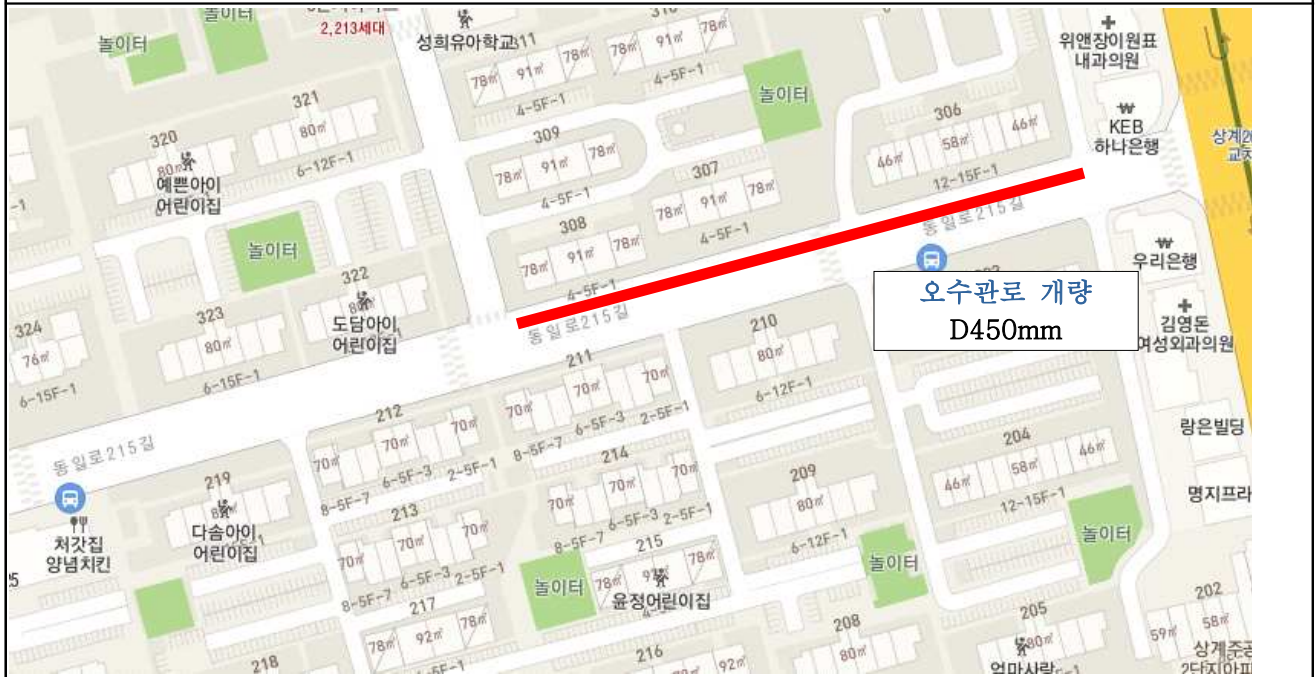 놀이터
놀이터
2,213세대
성희유아학교
311
310
78㎡ 91㎡ 78㎡
4-5F-1
78㎡ 91㎡ 78㎡
4-5F-1
놀이터
위앤장이원표
내과의원
KEB
하나은행
321
80㎡
6-12F-1
320
80㎡
예쁜아이
어린이집
309
78㎡ 91㎡ 78㎡
4-5F-1
307
78㎡ 91㎡ 78㎡
4-5F-1
306
46㎡ 58㎡ 46㎡
12-15F-1
308
78㎡ 91㎡ 78㎡
4-5F-1
놀이터
322
도담아이
어린이집
323
80㎡
6-15F-1
324
76㎡
6-15F-1
동일로215길
동일로215길
동일로215길
오수관로 개량
D450mm
우리은행
김영돈
여성외과의원
랑은빌딩
명지프라
210
80㎡
6-12F-1
211
70㎡ 70㎡ 70㎡
8-5F-7 6-5F-3 2-5F-1
212
70㎡ 70㎡ 70㎡
8-5F-7 6-5F-3 2-5F-1
214
70㎡ 70㎡ 70㎡
8-5F-7 6-5F-3 2-5F-1
213
70㎡ 70㎡ 70㎡
8-5F-7 6-5F-3 2-5F-1
219
다솜아이
어린이집
처갓집
양념치킨
209
80㎡
6-12F-1
204
46㎡ 58㎡ 46㎡
12-15F-1
놀이터
놀이터
놀이터
215
78㎡ 78㎡
윤정어린이집
217
78㎡ 92㎡ 78㎡
4-5F-1
218
216
92㎡
208
80㎡
205
80㎡
엄마사랑
202
59㎡ 58㎡
상계주공
2단지아파